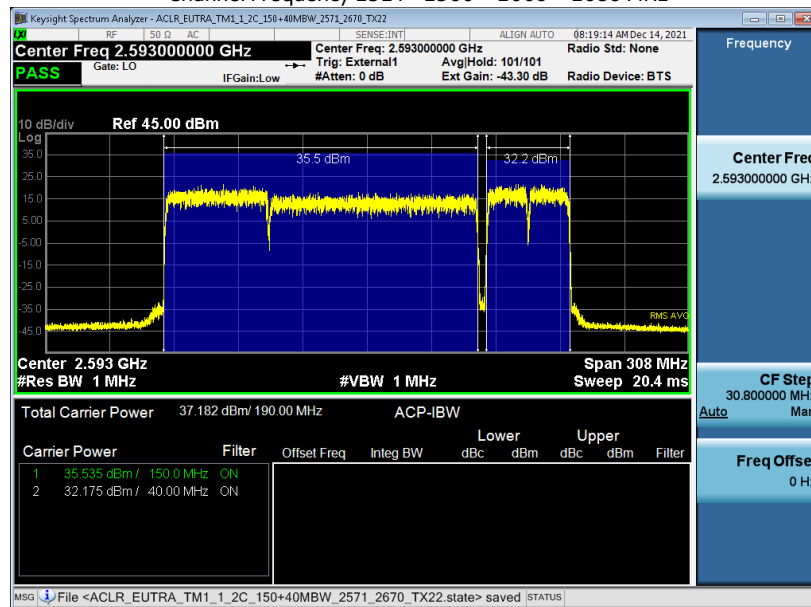 Keysight Spectrum Analyzer - ACLR_EUTRA_TM1_1_2C_150+40MBW_2571_2670_TX22
LXI RF 50 Ω AC SENSE:INT ALIGN AUTO 08:19:14 AM Dec 14, 2021
Center Freq 2.593000000 GHz
Center Freq: 2.593000000 GHz Radio Std: None
Gate: LO Trig: External1 Avg|Hold: 101/101
PASS
IFGain:Low #Atten: 0 dB Ext Gain: -43.30 dB Radio Device: BTS
10 dB/div Ref 45.00 dBm
Log
35.0
25.0
15.0
5.00
-5.00
-15.0
-25.0
-35.0
-45.0
35.5 dBm 32.2 dBm
RMS AVG
Center 2.593 GHz Span 308 MHz
#Res BW 1 MHz #VBW 1 MHz Sweep 20.4 ms
Total Carrier Power 37.182 dBm/ 190.00 MHz ACP-IBW
Lower Upper
Carrier Power Filter Offset Freq Integ BW dBc dBm dBc dBm Filter
1 35.535 dBm / 150.0 MHz ON
2 32.175 dBm / 40.00 MHz ON
Frequency
Center Freq
2.593000000 GHz
CF Step
30.800000 MHz
Auto Man
Freq Offset
0 Hz
MSG File <ACLR_EUTRA_TM1_1_2C_150+40MBW_2571_2670_TX22.state> saved STATUS